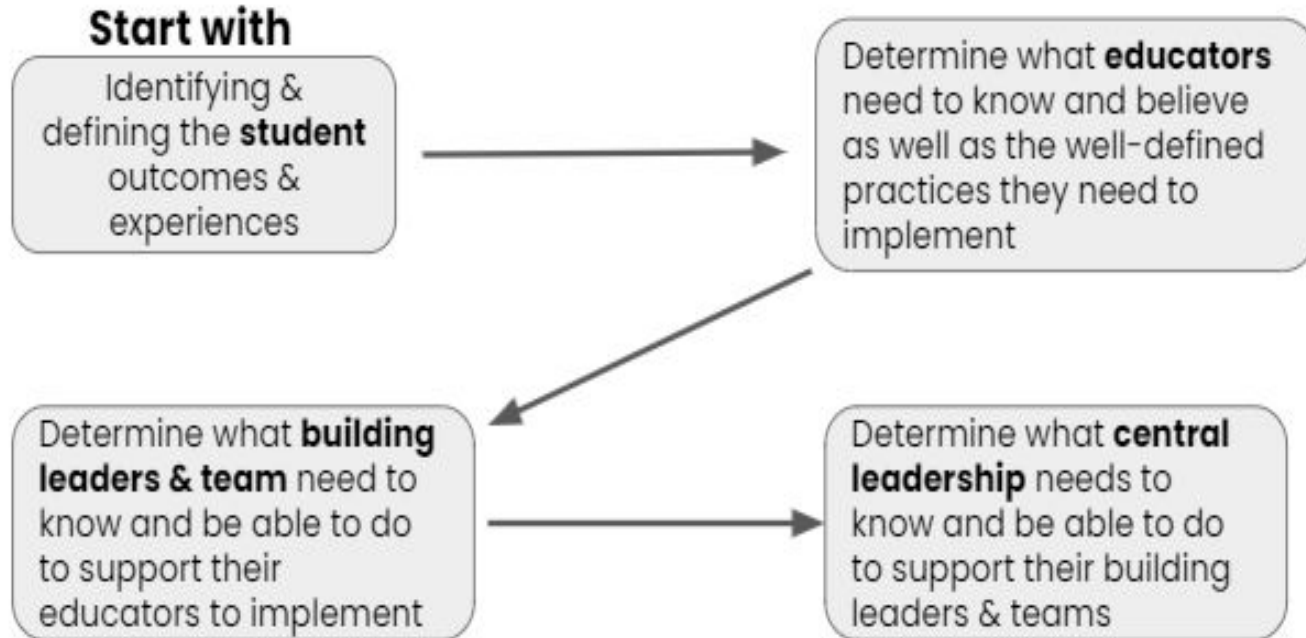 Start with
Identifying &
defining the student
outcomes &
experiences
Determine what educators
need to know and believe
as well as the well-defined
practices they need to
implement
Determine what building
leaders & team need to
know and be able to do
to support their
educators to implement
Determine what central
leadership needs to
know and be able to do
to support their building
leaders & teams